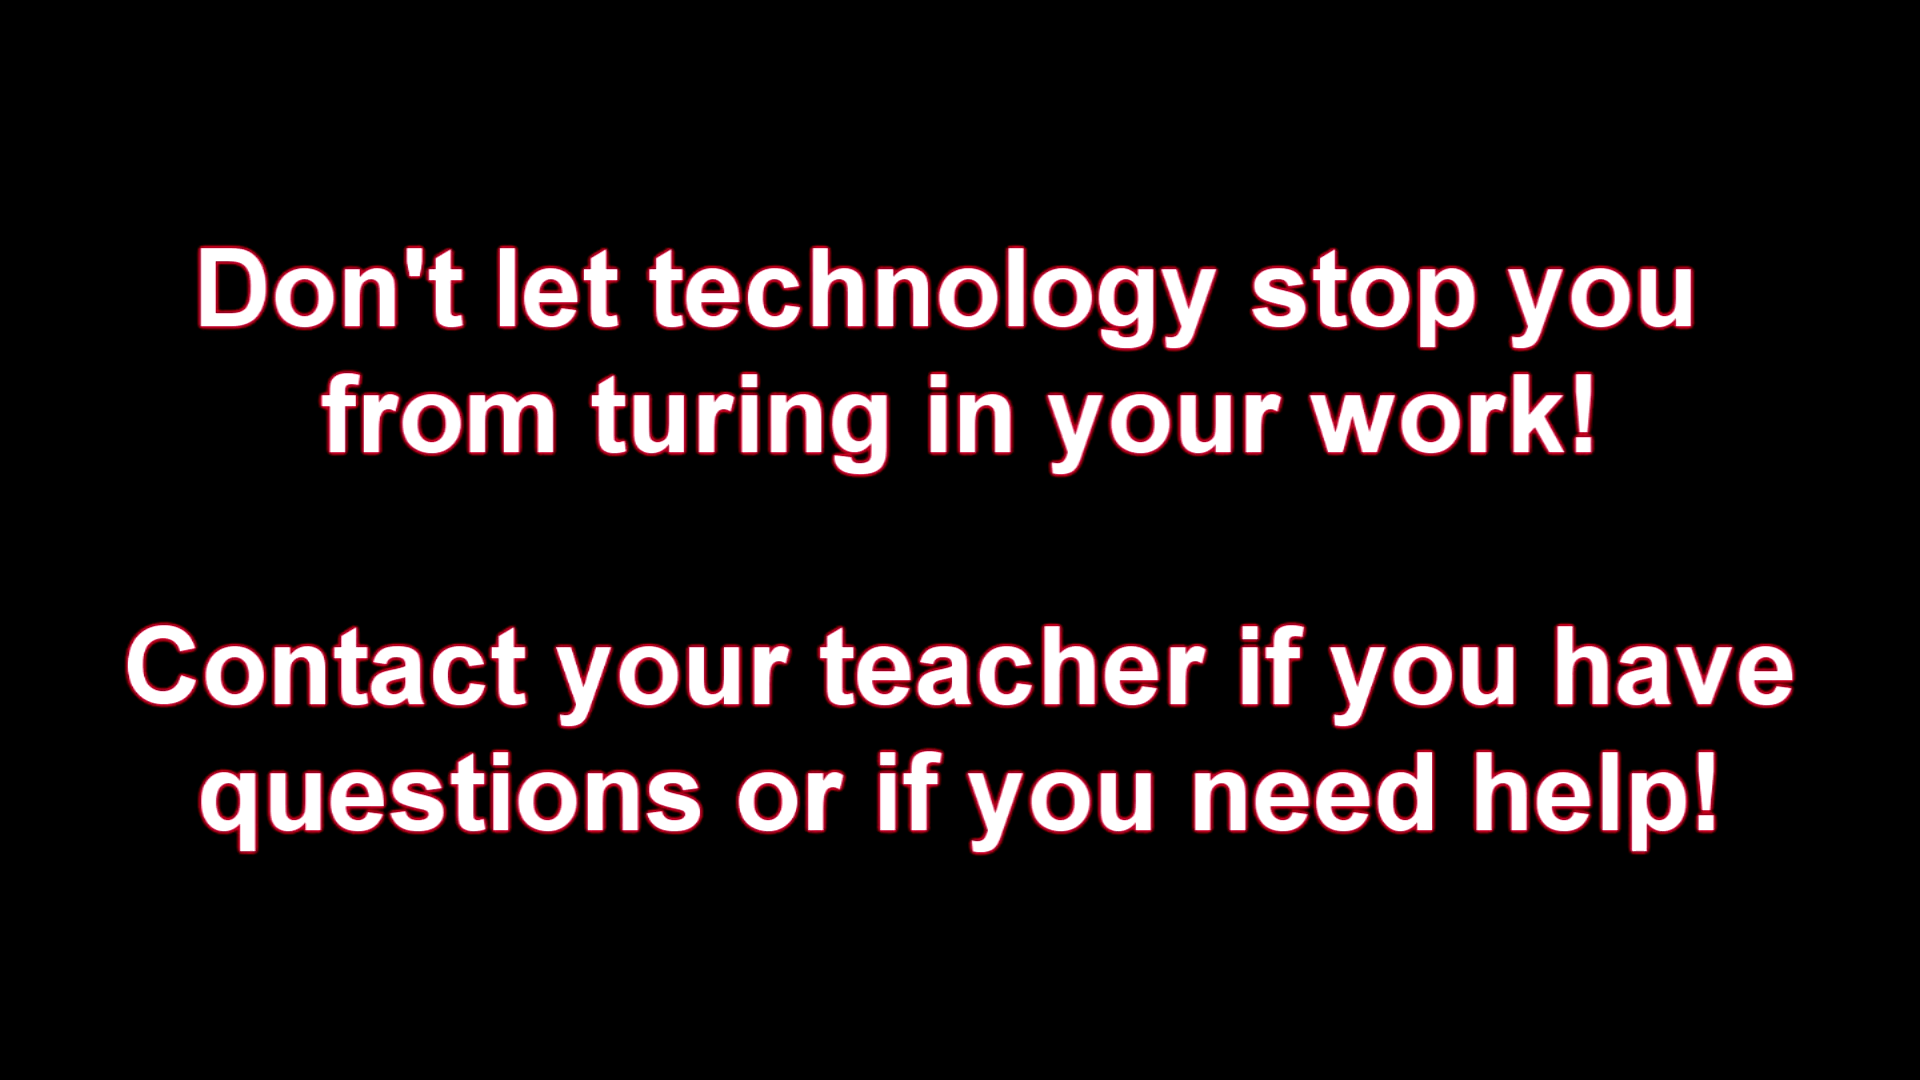 Don't let technology stop you
from turing in your work!
Contact your teacher if you have
questions or if you need help!